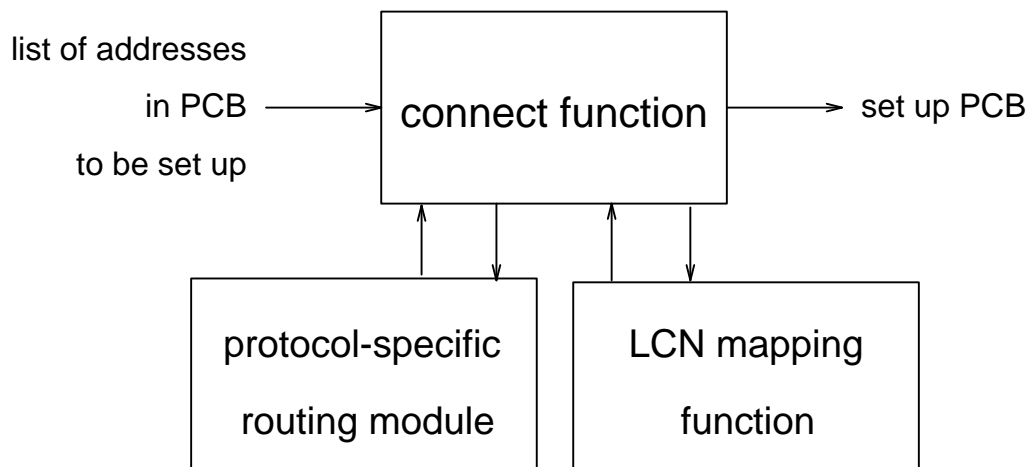 list of addresses
in PCB
to be set up
connect function
set up PCB
protocol-specific
routing module
LCN mapping
function